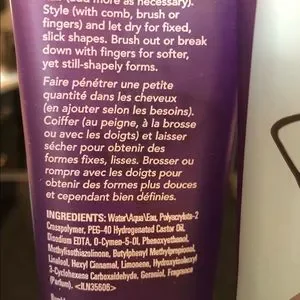 (add more as necessary).
Style (with comb, brush or
fingers) and let dry for fixed,
slick shapes. Brush out or break
down with fingers for softer,
yet still-shapely forms.
Faire pénétrer une petite
quantité dans les cheveux
(en ajouter selon les besoins).
Coiffer (au peigne, à la brosse
ou avec les doigts) et laisser
sécher pour obtenir des
formes fixes, lisses. Brosser ou
rompre avec les doigts pour
obtenir des formes plus douces
et cependant bien définies.
INGREDIENTS: Water\Aqua\Eau, Polyacrylate-2
Crosspolymer, PEG-40 Hydrogenated Castor Oil,
Disodium EDTA, O-Cymen-5-Ol, Phenoxyethanol,
Methylisothiazolinone, Butylphenyl Methylpropional,
Linalool, Hexyl Cinnamal, Limonene, Hydroxyisohexyl
3-Cyclohexene Carboxaldehyde, Geraniol, Fragrance
(Parfum). <ILN35608>